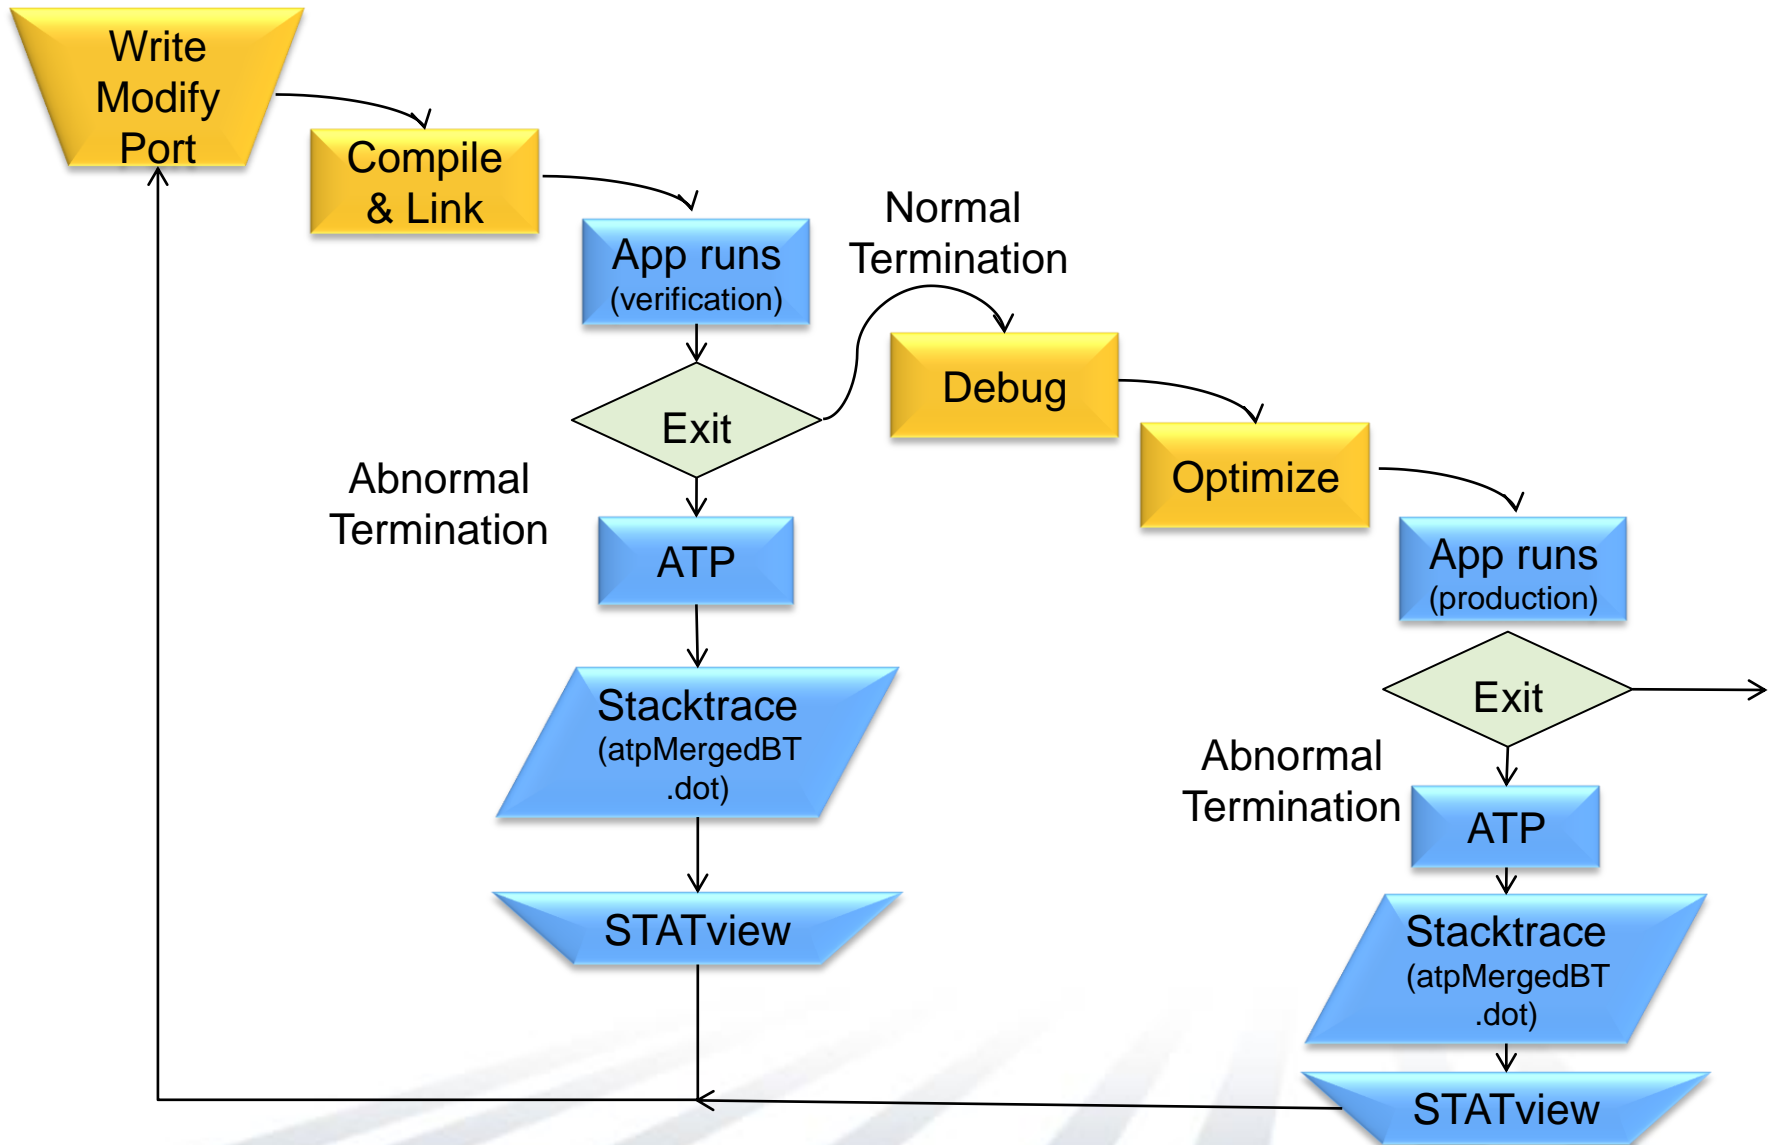 Write
Modify
Port
Compile
& Link
App runs
(verification)
Normal
Termination
Exit
Debug
Optimize
Abnormal
Termination
ATP
Stacktrace
(atpMergedBT
.dot)
STATview
App runs
(production)
Exit
Abnormal
Termination
ATP
Stacktrace
(atpMergedBT
.dot)
STATview